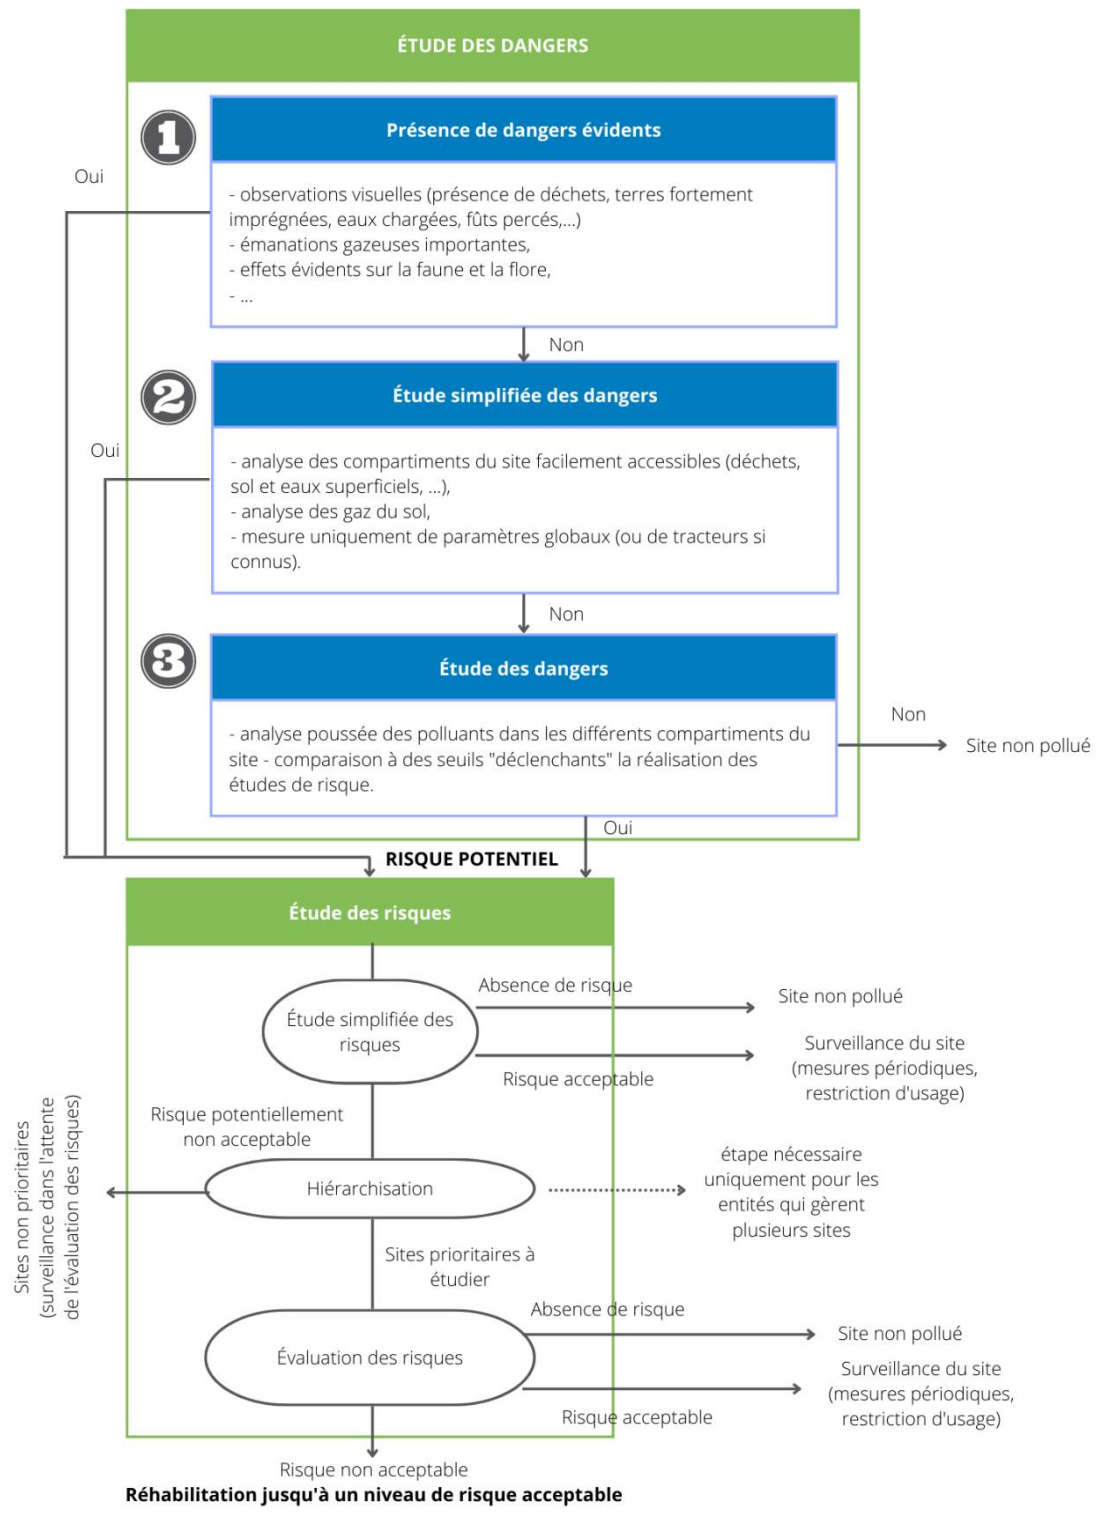 ÉTUDE DES DANGERS
1
Présence de dangers évidents
Oui
- observations visuelles (présence de déchets, terres fortement
imprégnées, eaux chargées, fûts percés,...)
- émanations gazeuses importantes,
- effets évidents sur la faune et la flore,
- ...
Non
2
Étude simplifiée des dangers
Oui
- analyse des compartiments du site facilement accessibles (déchets,
sol et eaux superficiels, ...),
- analyse des gaz du sol,
- mesure uniquement de paramètres globaux (ou de tracteurs si
connus).
Non
3
Étude des dangers
- analyse poussée des polluants dans les différents compartiments du
site - comparaison à des seuils "déclenchants" la réalisation des
études de risque.
Non
Site non pollué
Oui
RISQUE POTENTIEL
Étude des risques
Étude simplifiée des
risques
Absence de risque
Site non pollué
Risque acceptable
Surveillance du site
(mesures périodiques,
restriction d'usage)
Risque potentiellement
non acceptable
Hiérarchisation
Sites non prioritaires
(surveillance dans l'attente
de l'évaluation des risques)
étape nécessaire
uniquement pour les
entités qui gèrent
plusieurs sites
Sites prioritaires à
étudier
Évaluation des risques
Absence de risque
Site non pollué
Risque acceptable
Surveillance du site
(mesures périodiques,
restriction d'usage)
Risque non acceptable
Réhabilitation jusqu'à un niveau de risque acceptable